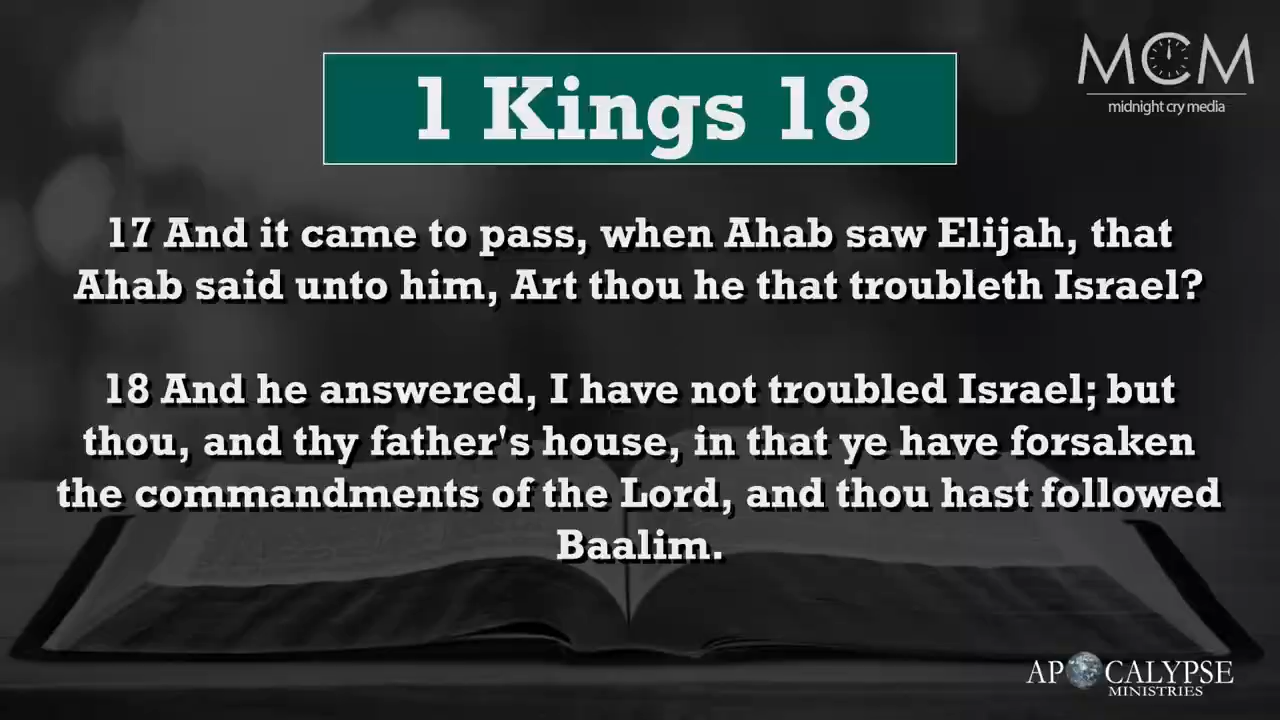 MCM
midnight cry media
1 Kings 18
17 And it came to pass, when Ahab saw Elijah, that
Ahab said unto him, Art thou he that troubleth Israel?
18 And he answered, I have not troubled Israel; but
thou, and thy father's house, in that ye have forsaken
the commandments of the Lord, and thou hast followed
Baalim.
APOCALYPSE
MINISTRIES